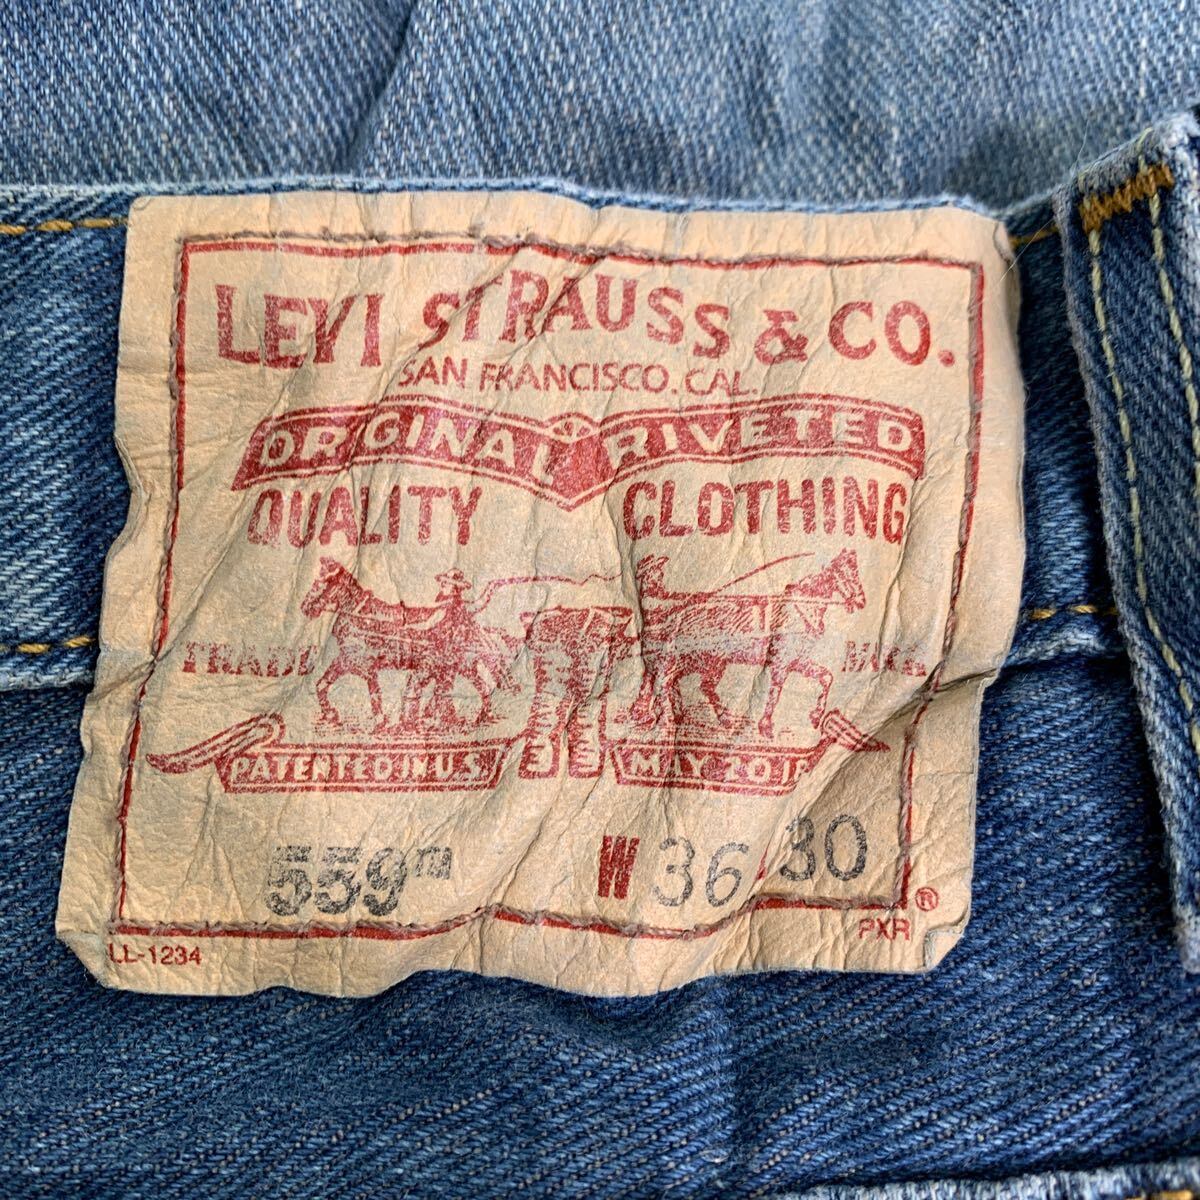 LEVI STRAUSS & CO.
SAN FRANCISCO. CAL.
ORIGINAL RIVETED
QUALITY CLOTHING
TRADE MARK
PATENTED IN U.S. MAY 20 18
559™ W 36 30
LL-1234 PXR ®